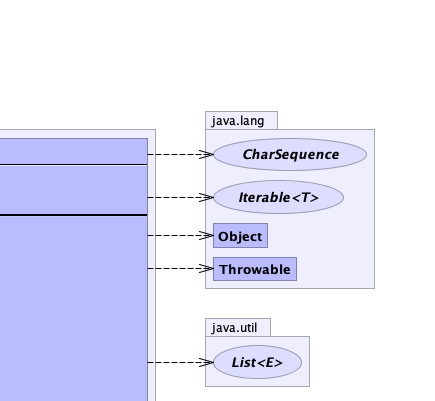 java.lang
CharSequence
Iterable<T>
Object
Throwable
java.util
List<E>